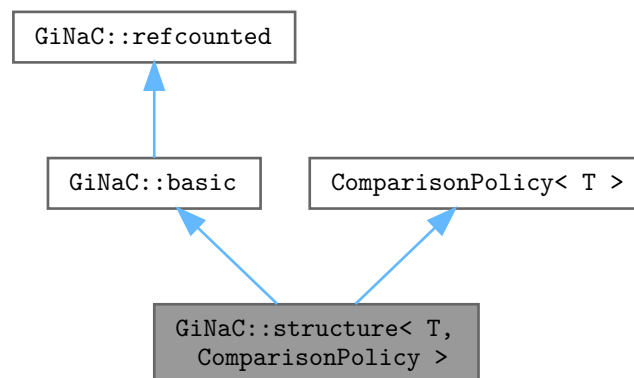 GiNaC::refcounted
GiNaC::basic
ComparisonPolicy< T >
GiNaC::structure< T,
ComparisonPolicy >